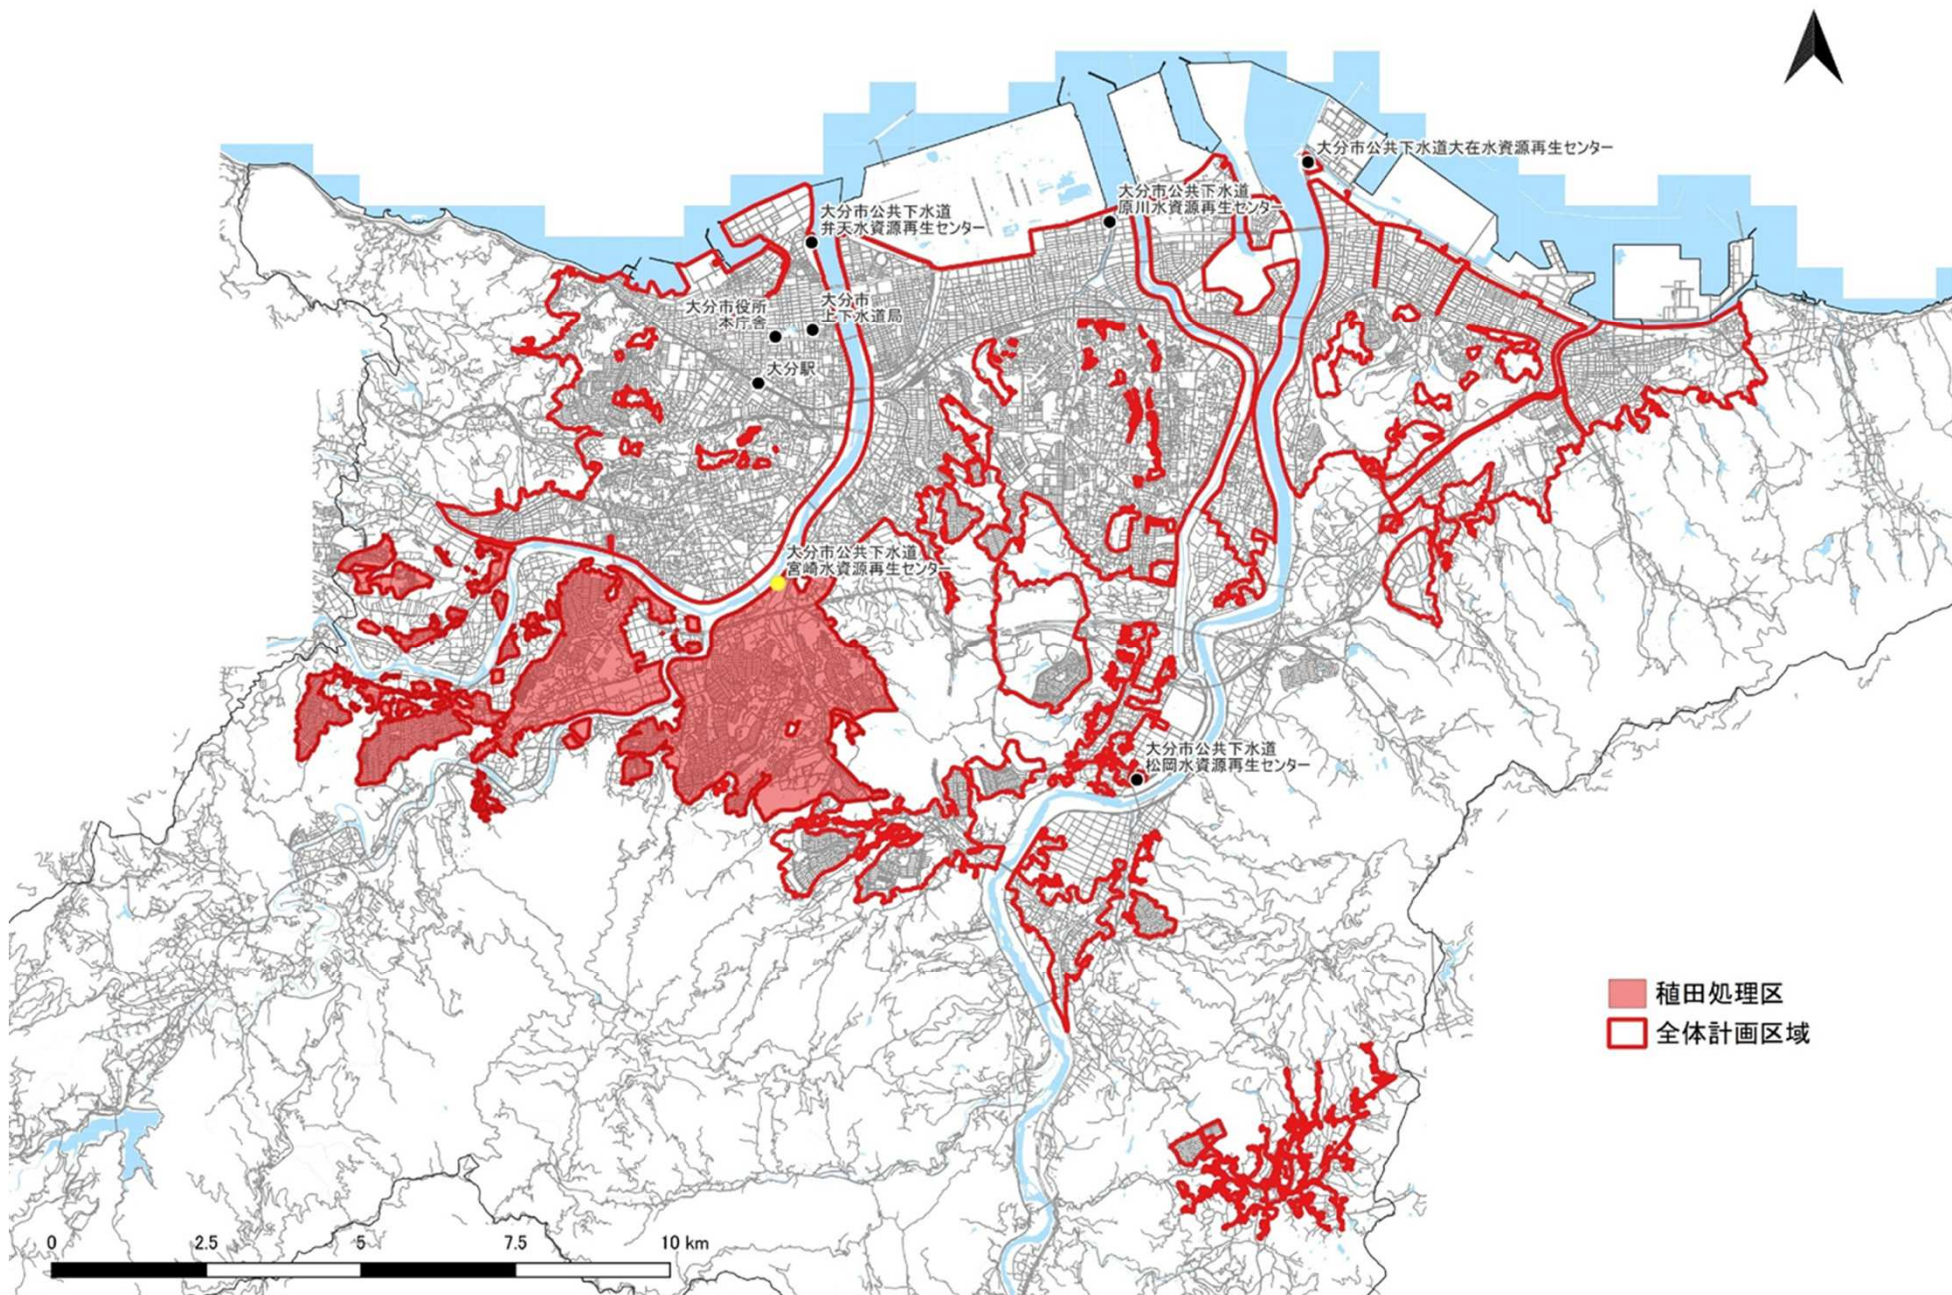 大分市公共下水道大在水資源再生センター
大分市公共下水道
原川水資源再生センター
大分市公共下水道
弁天水資源再生センター
大分市役所
本庁舎
大分市
上下水道局
大分駅
大分市公共下水道
宮崎水資源再生センター
大分市公共下水道
松岡水資源再生センター
稙田処理区
全体計画区域
0 2.5 5 7.5 10 km